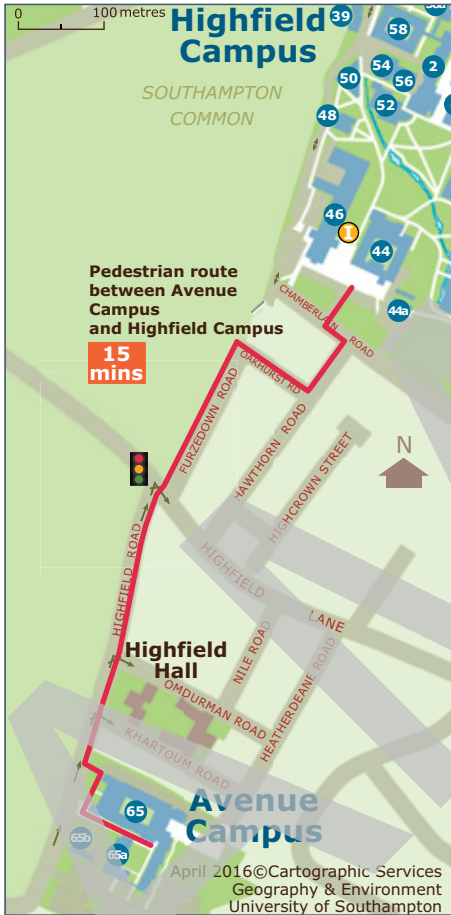 0 100 metres
Highfield
Campus
SOUTHAMPTON
COMMON
39
58
54
2
50
56
52
48
46
I
44
44a
Pedestrian route
between Avenue
Campus
and Highfield Campus
15
mins
CHAMBERLAIN ROAD
OAKHURST RD
FURZEDOWN ROAD
HAWTHORN ROAD
HIGHCROWN STREET
N
HIGHFIELD ROAD
HIGHFIELD LANE
Highfield
Hall
NILE ROAD
OMDURMAN ROAD
HEATHERDEANE ROAD
KHARTOUM ROAD
65
Avenue
Campus
65b
65a
April 2016©Cartographic Services
Geography & Environment
University of Southampton